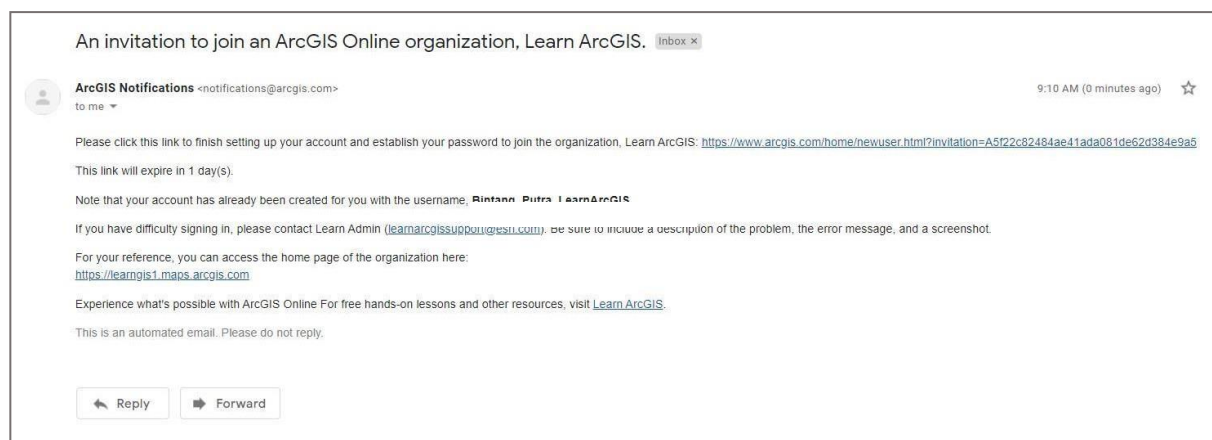 An invitation to join an ArcGIS Online organization, Learn ArcGIS. Inbox ×
ArcGIS Notifications <notifications@arcgis.com> 9:10 AM (0 minutes ago)
to me
Please click this link to finish setting up your account and establish your password to join the organization, Learn ArcGIS: https://www.arcgis.com/home/newuser.html?invitation=A5f22c82484ae41ada081de62d384e9a5
This link will expire in 1 day(s).
Note that your account has already been created for you with the username, Bintang_Putra_LearnArcGIS
If you have difficulty signing in, please contact Learn Admin (learnarcgissupport@esri.com). Be sure to include a description of the problem, the error message, and a screenshot.
For your reference, you can access the home page of the organization here:
https://learngis1.maps.arcgis.com
Experience what's possible with ArcGIS Online For free hands-on lessons and other resources, visit Learn ArcGIS.
This is an automated email. Please do not reply.
Reply Forward